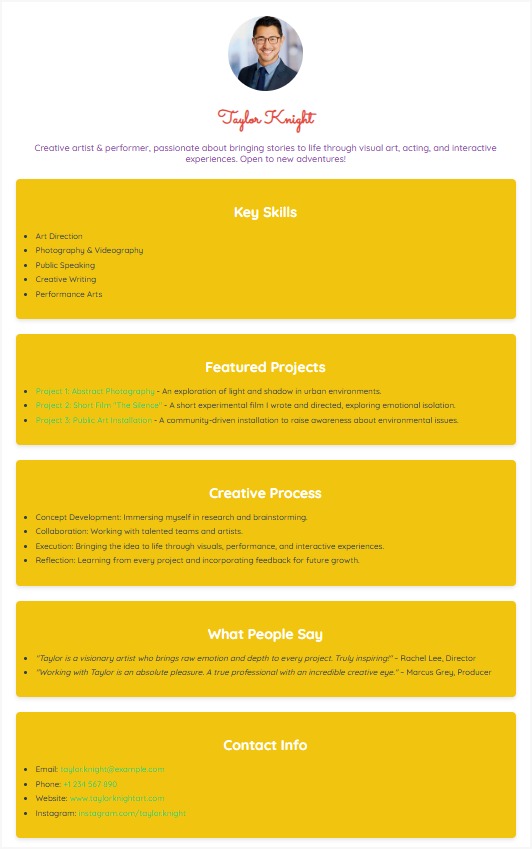 Taylor Knight
Creative artist & performer, passionate about bringing stories to life through visual art, acting, and interactive
experiences. Open to new adventures!
Key Skills
Art Direction
Photography & Videography
Public Speaking
Creative Writing
Performance Arts
Featured Projects
Project 1: Abstract Photography - An exploration of light and shadow in urban environments.
Project 2: Short Film "The Silence" - A short experimental film I wrote and directed, exploring emotional isolation.
Project 3: Public Art Installation - A community-driven installation to raise awareness about environmental issues.
Creative Process
Concept Development: Immersing myself in research and brainstorming.
Collaboration: Working with talented teams and artists.
Execution: Bringing the idea to life through visuals, performance, and interactive experiences.
Reflection: Learning from every project and incorporating feedback for future growth.
What People Say
"Taylor is a visionary artist who brings raw emotion and depth to every project. Truly inspiring!" – Rachel Lee, Director
"Working with Taylor is an absolute pleasure. A true professional with an incredible creative eye." – Marcus Grey, Producer
Contact Info
Email: taylor.knight@example.com
Phone: +1 234 567 890
Website: www.taylorknightart.com
Instagram: instagram.com/taylor.knight